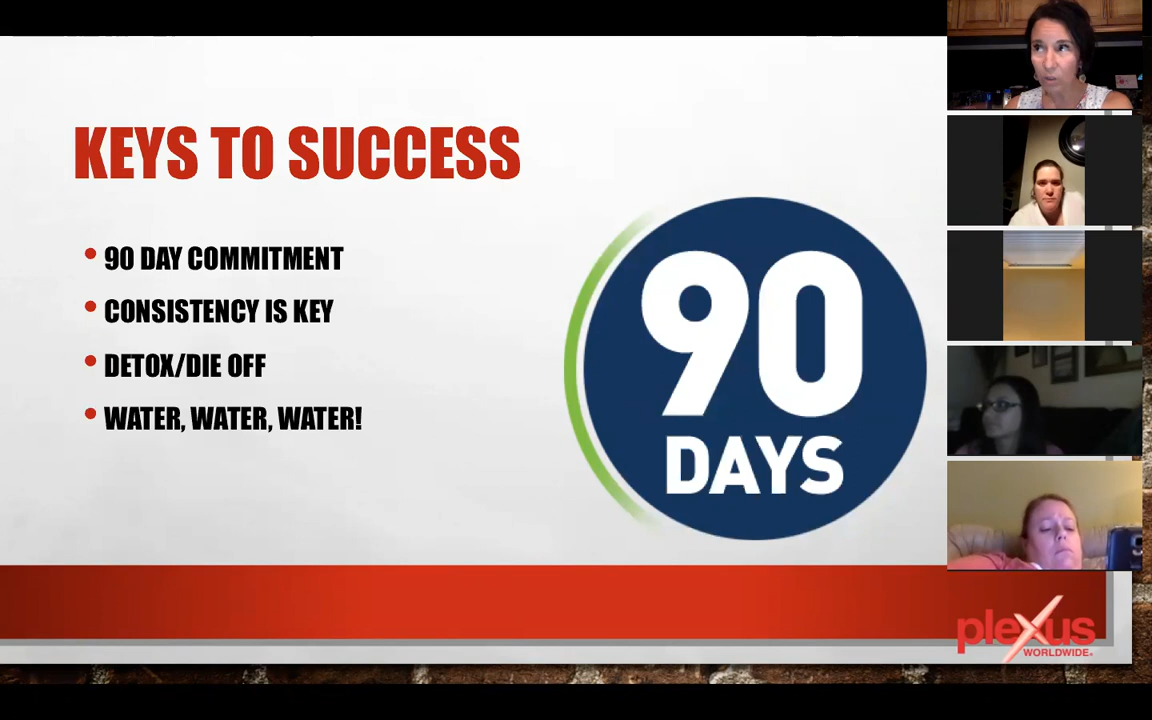 KEYS TO SUCCESS
• 90 DAY COMMITMENT
• CONSISTENCY IS KEY
• DETOX/DIE OFF
• WATER, WATER, WATER!
90
DAYS
plexus
WORLDWIDE.